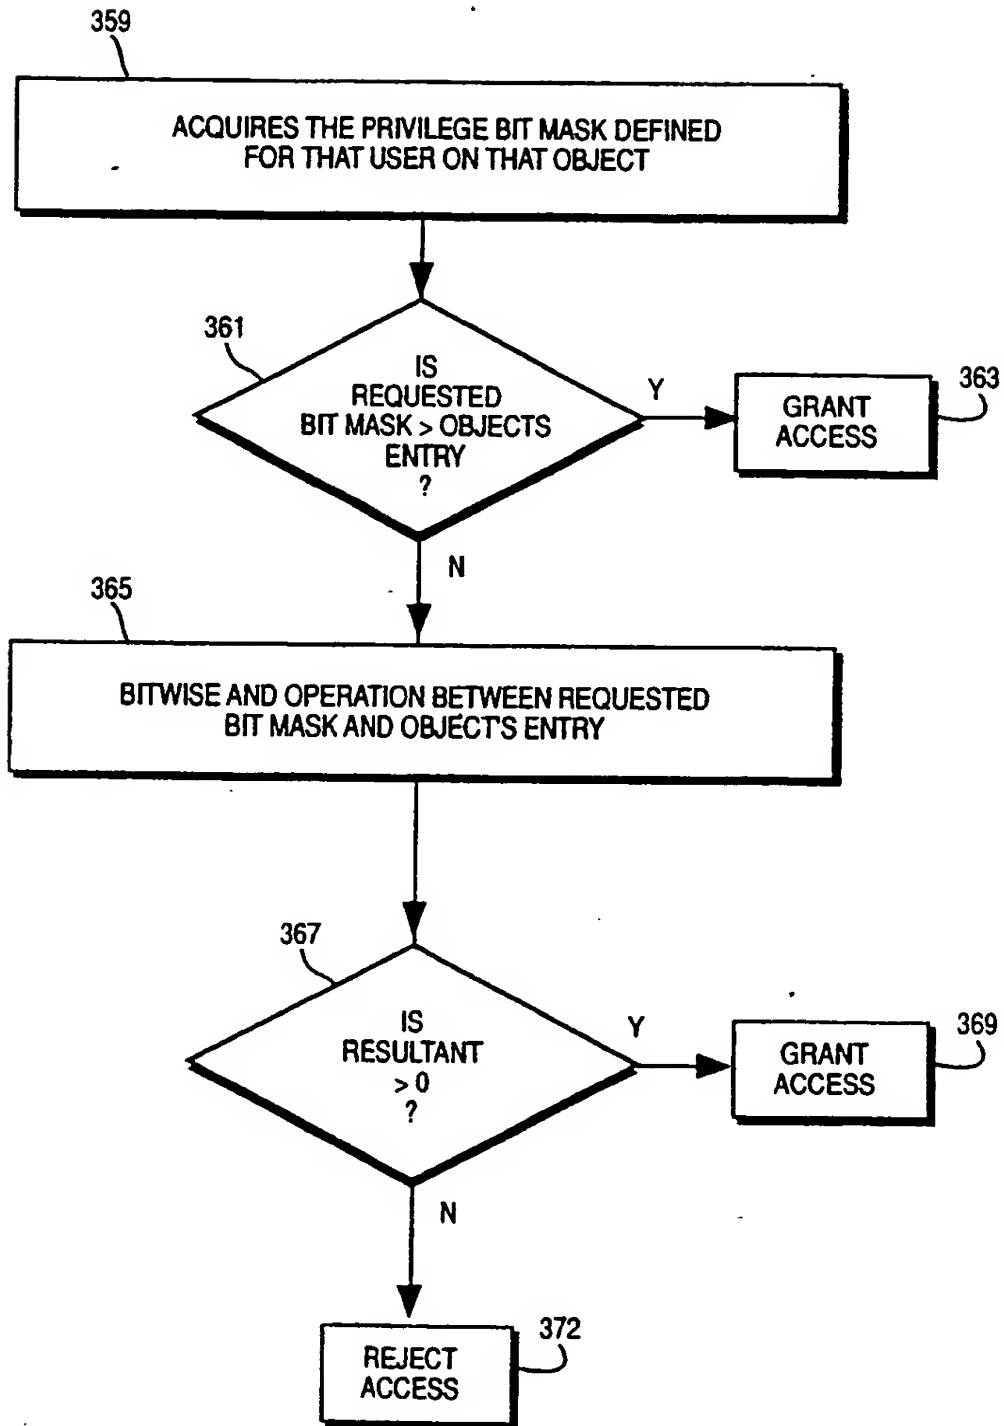 359
ACQUIRES THE PRIVILEGE BIT MASK DEFINED
FOR THAT USER ON THAT OBJECT
361
IS
REQUESTED
BIT MASK > OBJECTS
ENTRY
?
Y
GRANT
ACCESS
363
N
365
BITWISE AND OPERATION BETWEEN REQUESTED
BIT MASK AND OBJECT'S ENTRY
367
IS
RESULTANT
> 0
?
Y
GRANT
ACCESS
369
N
REJECT
ACCESS
372